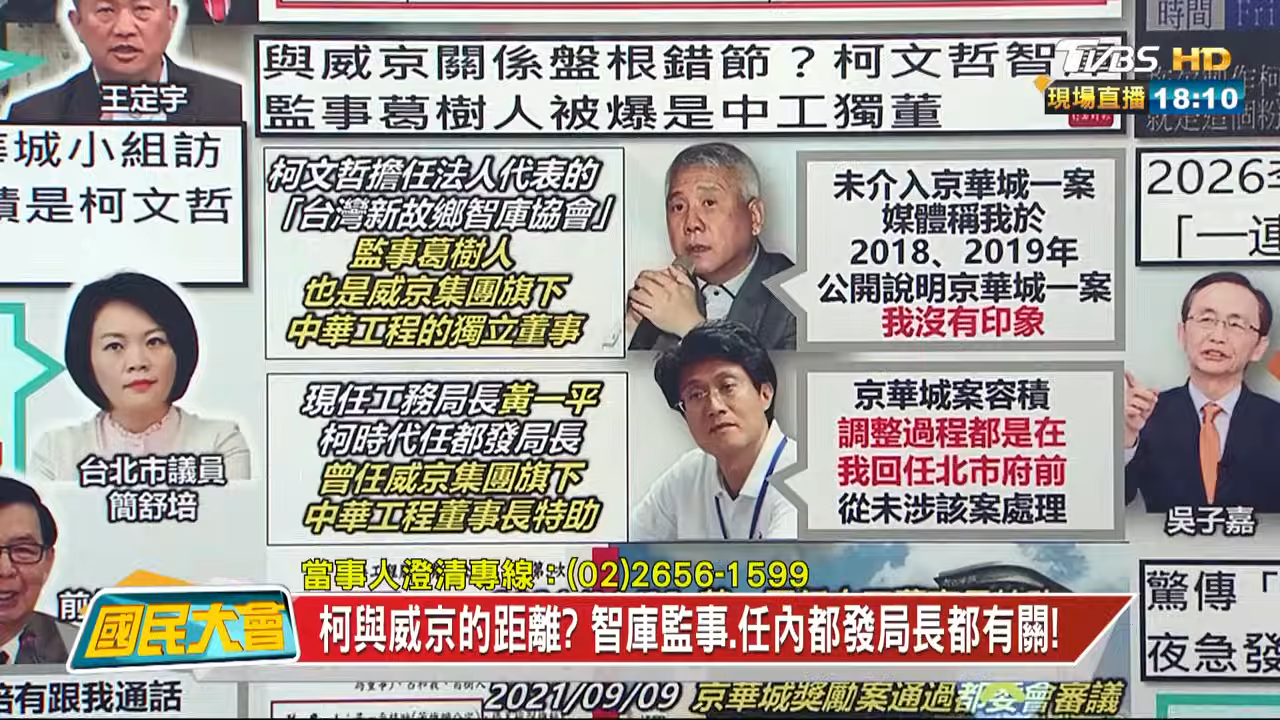 王定宇
時間
TVBS HD
現場直播 18:10
與威京關係盤根錯節？柯文哲智
監事葛樹人被爆是中工獨董
華城小組訪
是柯文哲
柯文哲擔任法人代表的
「台灣新故鄉智庫協會」
監事葛樹人
也是威京集團旗下
中華工程的獨立董事
未介入京華城一案
媒體稱我於
2018、2019年
公開說明京華城一案
我沒有印象
2026
「一連
台北市議員
簡舒培
現任工務局長黃一平
柯時代任都發局長
曾任威京集團旗下
中華工程董事長特助
京華城案容積
調整過程都是在
我回任北市府前
從未涉該案處理
吳子嘉
當事人澄清專線：(02)2656-1599
國民大會
柯與威京的距離？智庫監事.任內都發局長都有關!
驚傳「
夜急發
有跟我通話
2021/09/09 京華城獎勵案通過都委會審議